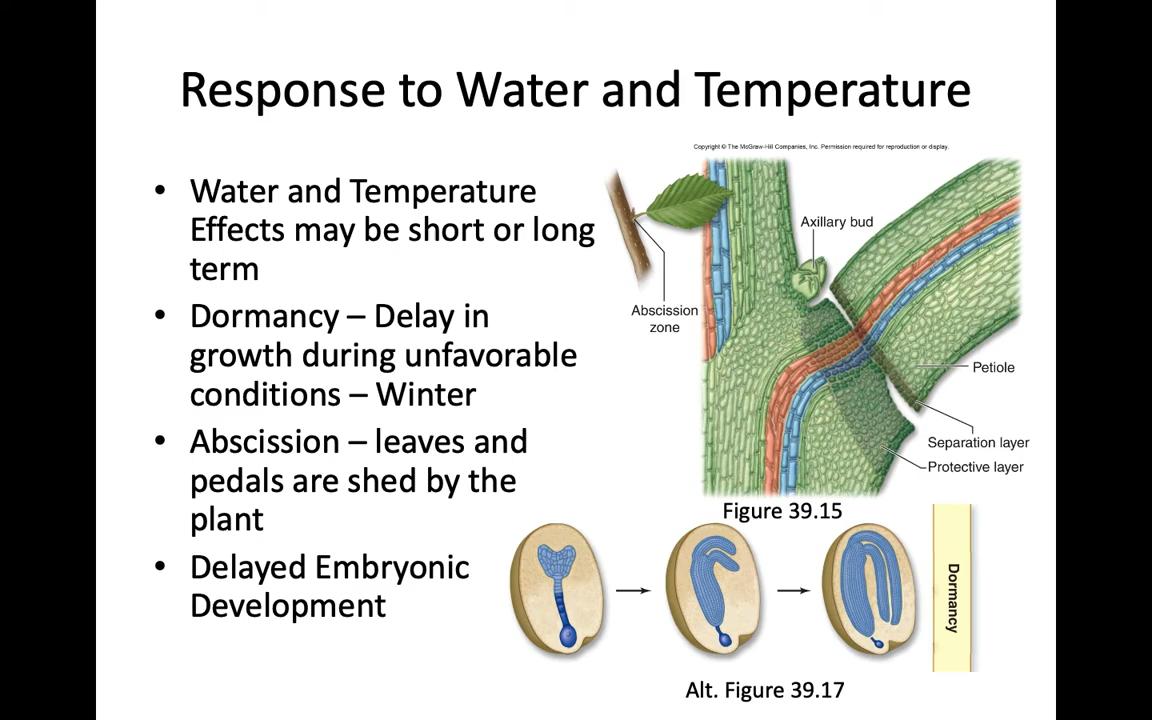 Response to Water and Temperature
Copyright © The McGraw-Hill Companies, Inc. Permission required for reproduction or display.
• Water and Temperature
Effects may be short or long
term
• Dormancy – Delay in
growth during unfavorable
conditions – Winter
• Abscission – leaves and
pedals are shed by the
plant
• Delayed Embryonic
Development
Axillary bud
Abscission
zone
Petiole
Separation layer
Protective layer
Figure 39.15
Dormancy
Alt. Figure 39.17